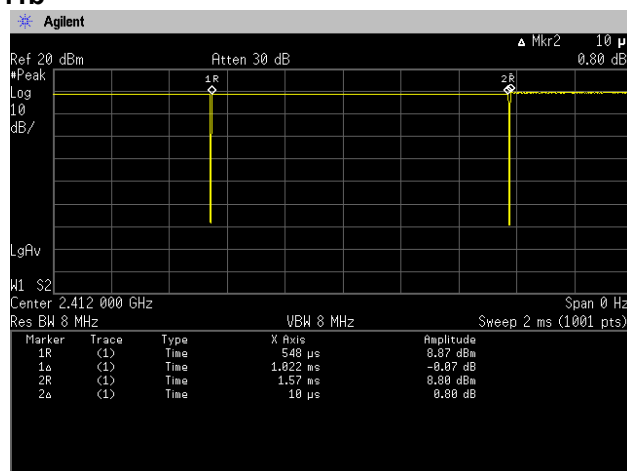 Agilent
Δ Mkr2 10 µ
Ref 20 dBm Atten 30 dB 0.80 dB
#Peak
Log
10
dB/
1R 2R
LgAv
W1 S2
Center 2.412 000 GHz Span 0 Hz
Res BW 8 MHz VBW 8 MHz Sweep 2 ms (1001 pts)
Marker Trace Type X Axis Amplitude
1R (1) Time 548 µs 8.87 dBm
1Δ (1) Time 1.022 ms -0.07 dB
2R (1) Time 1.57 ms 8.80 dBm
2Δ (1) Time 10 µs 0.80 dB